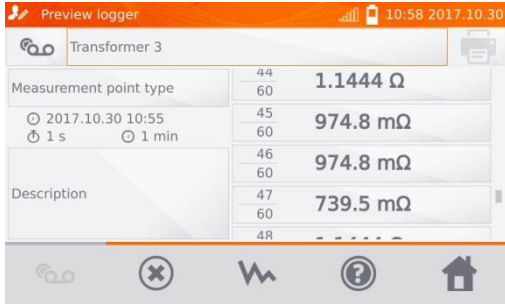 Preview logger 10:58 2017.10.30
Transformer 3
Measurement point type
2017.10.30 10:55
1 s 1 min
Description
44
60 1.1444 Ω
45
60 974.8 mΩ
46
60 974.8 mΩ
47
60 739.5 mΩ
48